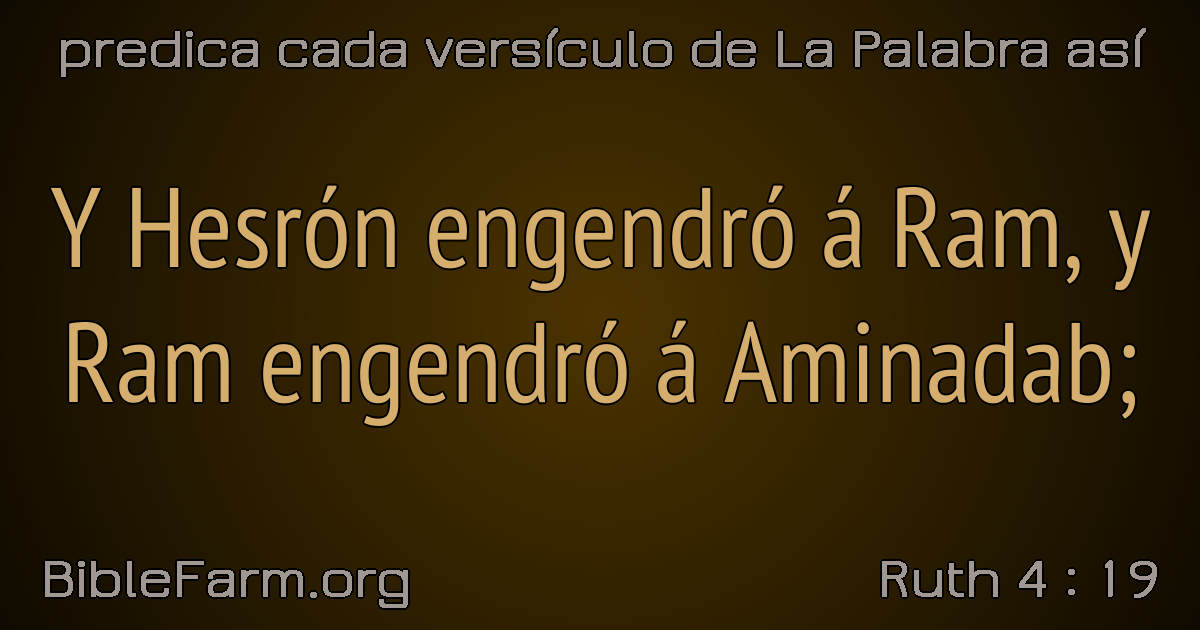 predica cada versículo de La Palabra así
Y Hesrón engendró á Ram, y
Ram engendró á Aminadab;
BibleFarm.org
Ruth 4 : 19